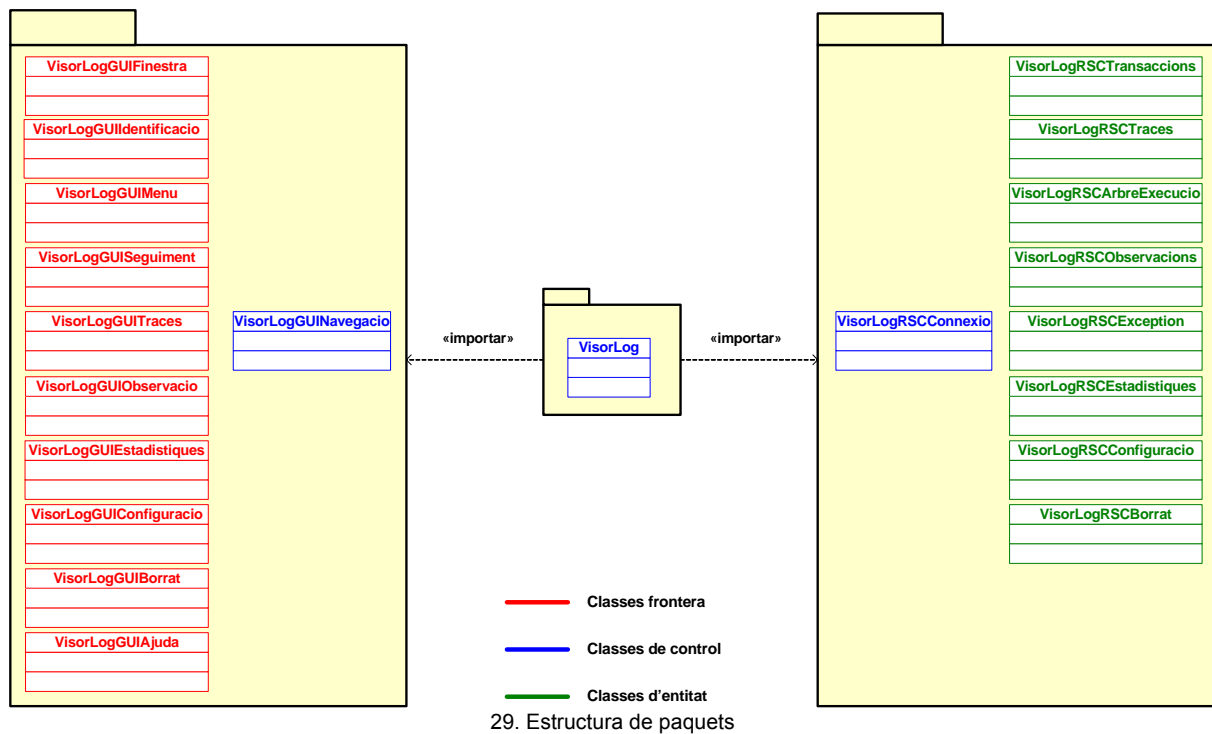 VisorLogGUIFinestra
VisorLogGUIIdentificacio
VisorLogGUIMenu
VisorLogGUISeguiment
VisorLogGUITraces
VisorLogGUIObservacio
VisorLogGUIEstadistiques
VisorLogGUIConfiguracio
VisorLogGUIBorrat
VisorLogGUIAjuda
VisorLogGUINavegacio
«importar»
VisorLog
«importar»
VisorLogRSCConnexio
VisorLogRSCTransaccions
VisorLogRSCTraces
VisorLogRSCArbreExecucio
VisorLogRSCObservacions
VisorLogRSCException
VisorLogRSCEstadistiques
VisorLogRSCConfiguracio
VisorLogRSCBorrat
Classes frontera
Classes de control
Classes d'entitat
29. Estructura de paquets